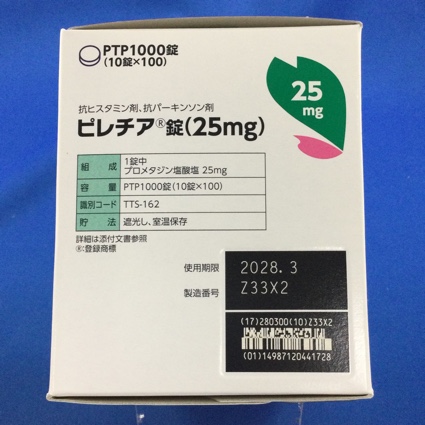 PTP1000錠
(10錠×100)
25
mg
抗ヒスタミン剤、抗パーキンソン剤
ピレチア®錠(25mg)
組成 1錠中
プロメタジン塩酸塩 25mg
容量 PTP1000錠(10錠×100)
識別コード TTS-162
貯法 遮光し、室温保存
詳細は添付文書参照
®:登録商標
使用期限 2028.3
製造番号 Z33X2
(17)280300(10)Z33X2
(01)14987120441728